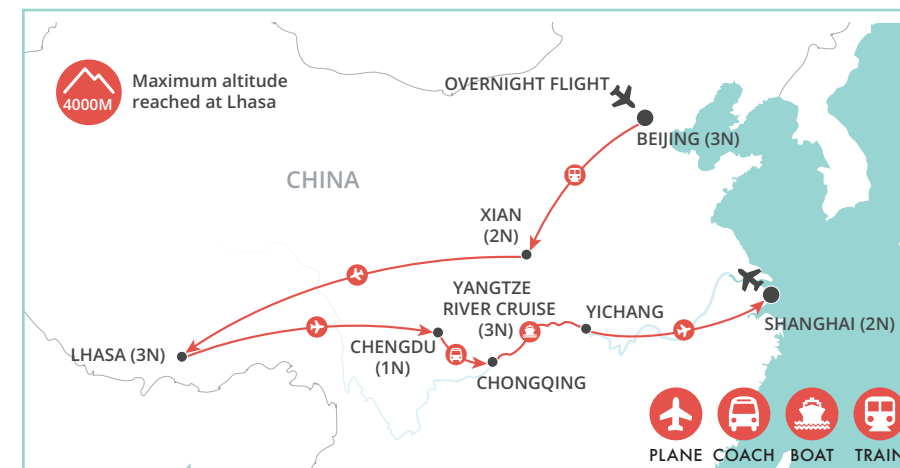 4000M
Maximum altitude
reached at Lhasa
OVERNIGHT FLIGHT
BEIJING (3N)
CHINA
XIAN
(2N)
YANGTZE
RIVER CRUISE
(3N)
YICHANG
SHANGHAI (2N)
LHASA (3N)
CHENGDU
(1N)
CHONGQING
PLANE COACH BOAT TRAIN